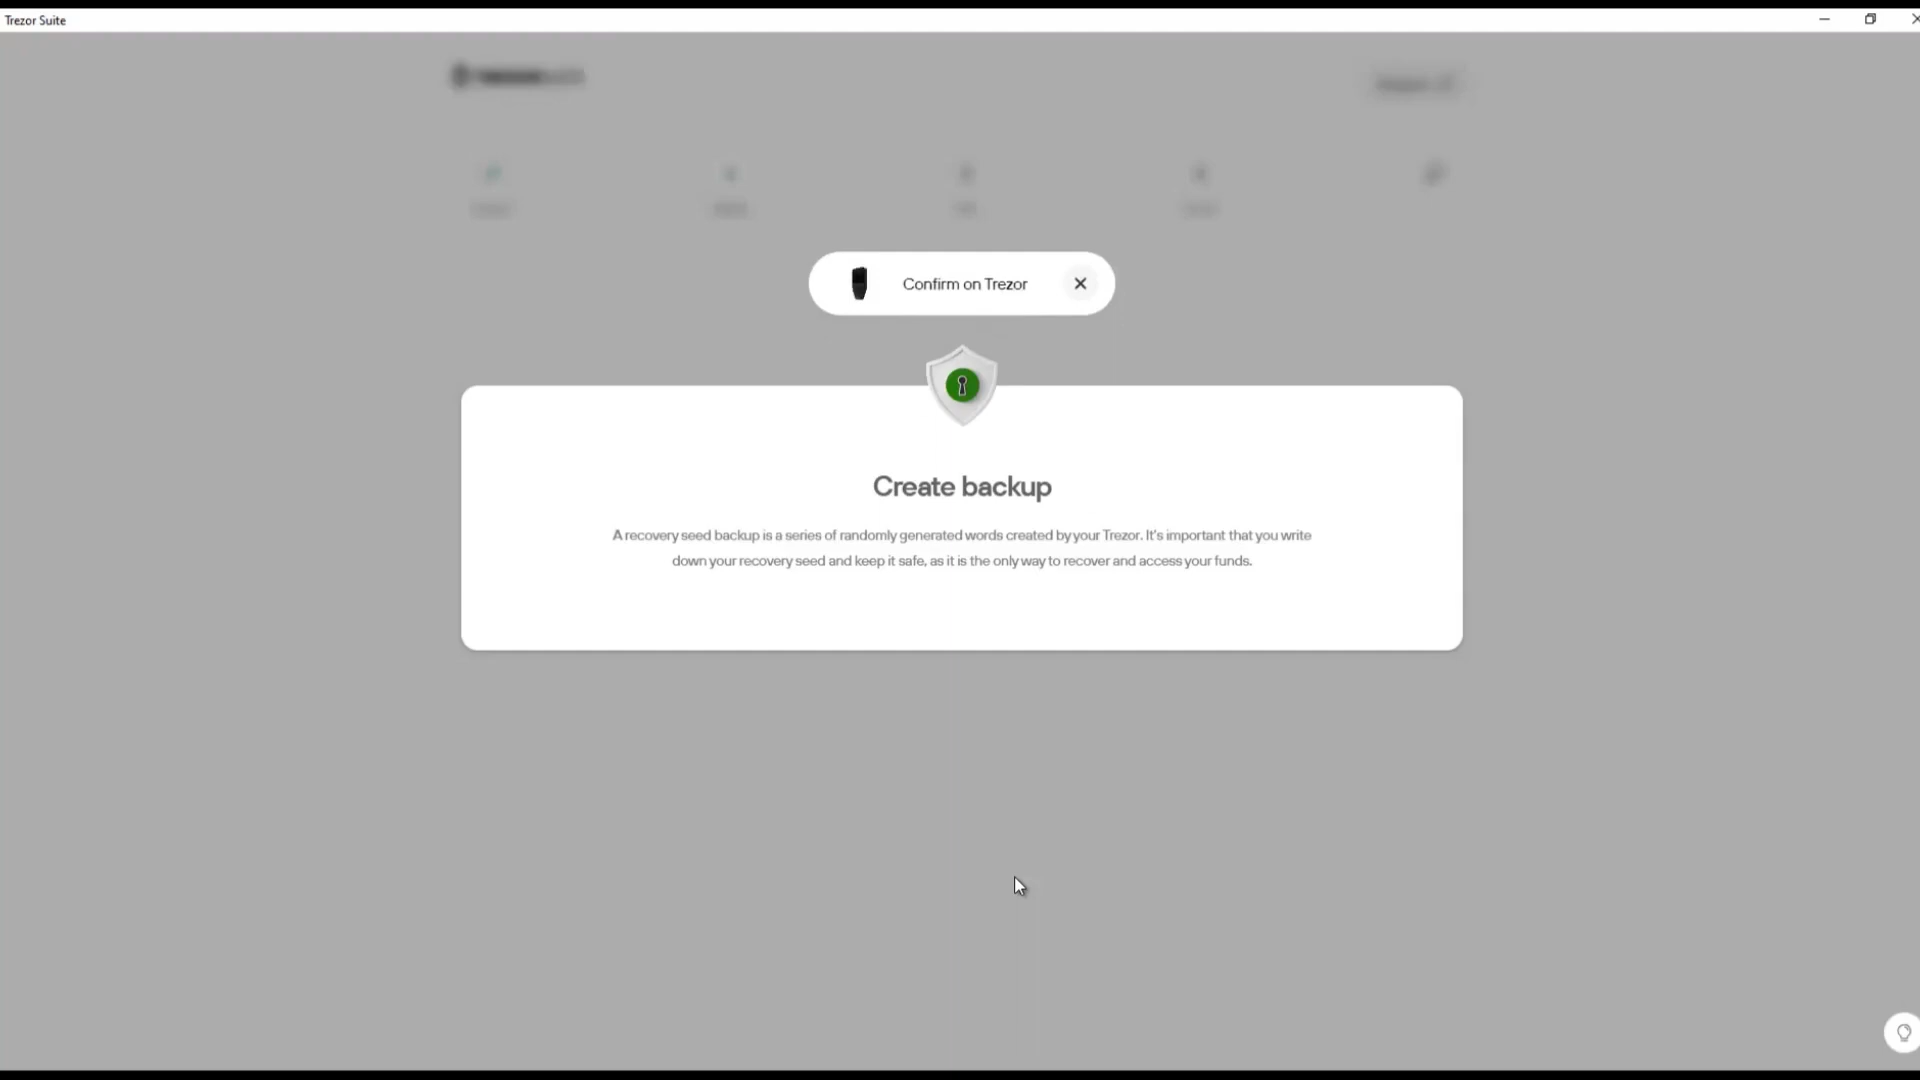 Trezor Suite
Confirm on Trezor
Create backup
A recovery seed backup is a series of randomly generated words created by your Trezor. It's important that you write
down your recovery seed and keep it safe, as it is the only way to recover and access your funds.